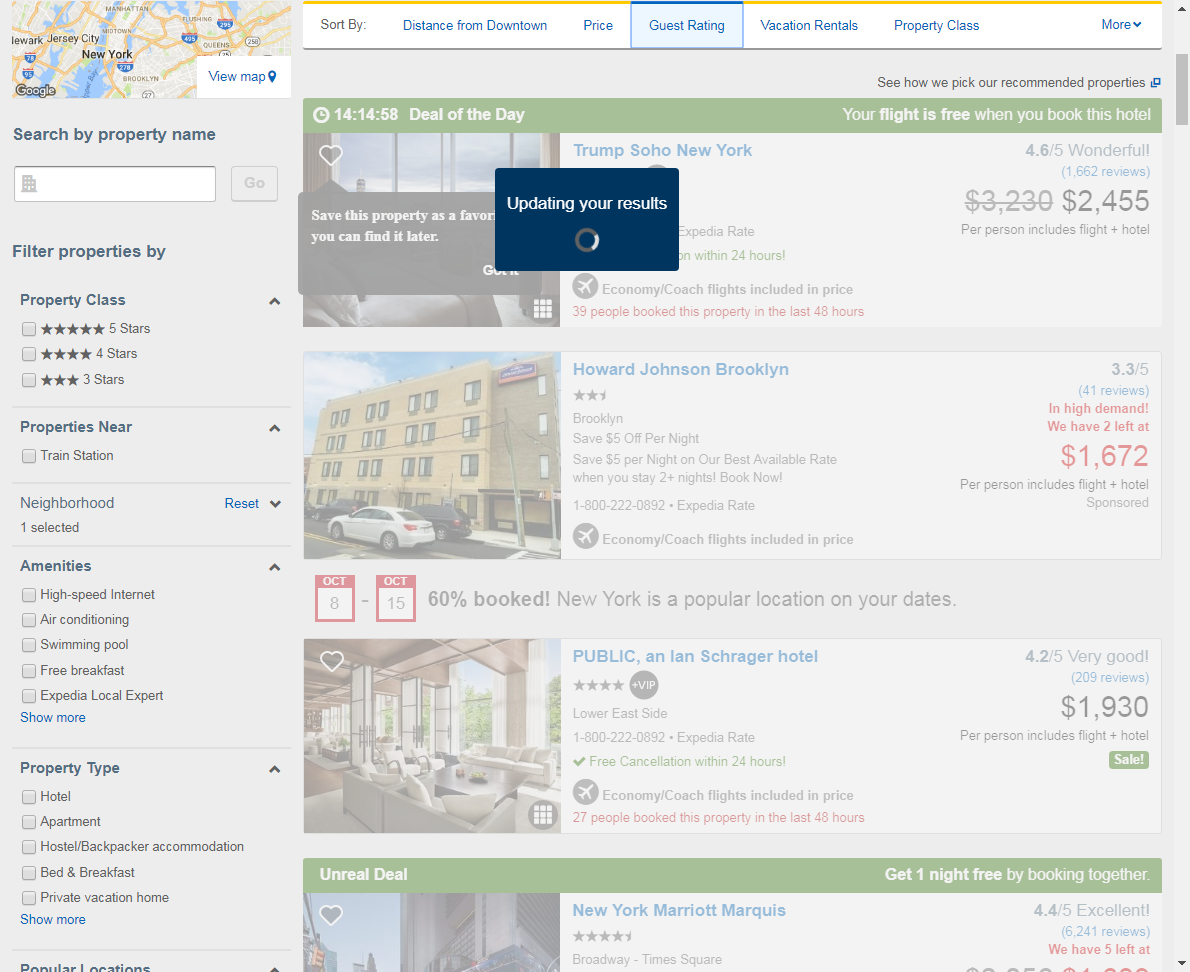 MANHATTAN
FLUSHING
495
lewark
Jersey City
MIDTOWN
295
495
258
QUEENS
New York
78
278
25
95
BROOKLYN
View map
Google
27
Search by property name
Go
Filter properties by
Property Class
5 Stars
4 Stars
3 Stars
Properties Near
Train Station
Neighborhood Reset
1 selected
Amenities
High-speed Internet
Air conditioning
Swimming pool
Free breakfast
Expedia Local Expert
Show more
Property Type
Hotel
Apartment
Hostel/Backpacker accommodation
Bed & Breakfast
Private vacation home
Show more
Popular Locations
Sort By: Distance from Downtown Price Guest Rating Vacation Rentals Property Class More
See how we pick our recommended properties
14:14:58 Deal of the Day Your flight is free when you book this hotel
Trump Soho New York 4.6/5 Wonderful!
(1,662 reviews)
Updating your results
$3,230 $2,455
Save this property as a favori
you can find it later.
Expedia Rate Per person includes flight + hotel
on within 24 hours!
Got it
Economy/Coach flights included in price
39 people booked this property in the last 48 hours
Howard Johnson Brooklyn 3.3/5
(41 reviews)
In high demand!
Brooklyn We have 2 left at
Save $5 Off Per Night
Save $5 per Night on Our Best Available Rate $1,672
when you stay 2+ nights! Book Now! Per person includes flight + hotel
1-800-222-0892 • Expedia Rate Sponsored
Economy/Coach flights included in price
OCT OCT
8 - 15 60% booked! New York is a popular location on your dates.
PUBLIC, an Ian Schrager hotel 4.2/5 Very good!
+VIP (209 reviews)
Lower East Side $1,930
1-800-222-0892 • Expedia Rate Per person includes flight + hotel
Free Cancellation within 24 hours! Sale!
Economy/Coach flights included in price
27 people booked this property in the last 48 hours
Unreal Deal Get 1 night free by booking together.
New York Marriott Marquis 4.4/5 Excellent!
(6,241 reviews)
We have 5 left at
Broadway - Times Square